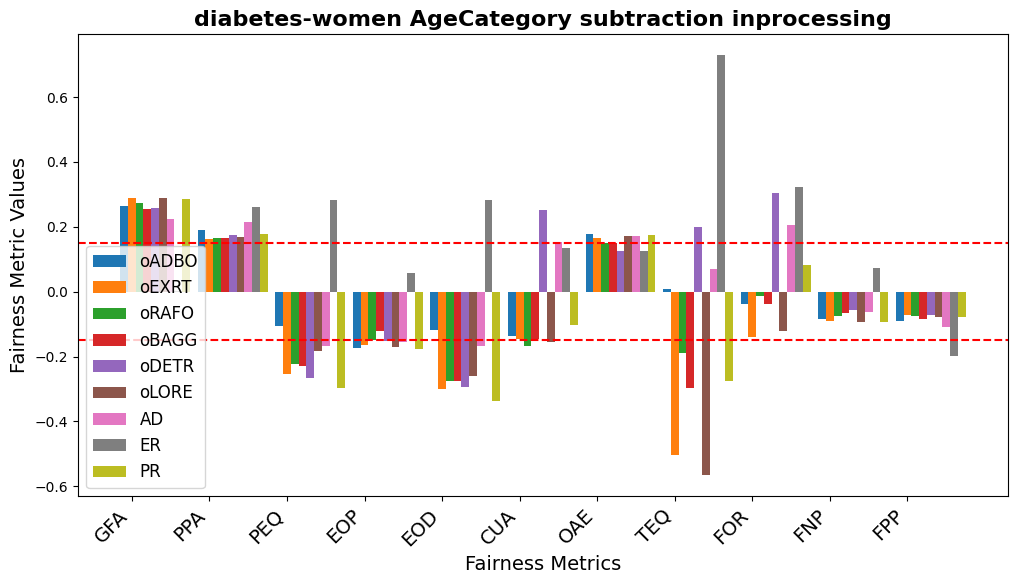 diabetes-women AgeCategory subtraction inprocessing
Fairness Metric Values
0.6
0.4
0.2
0.0
−0.2
−0.4
−0.6
oADBO
oEXRT
oRAFO
oBAGG
oDETR
oLORE
AD
ER
PR
GFA
PPA
PEQ
EOP
EOD
CUA
OAE
TEQ
FOR
FNP
FPP
Fairness Metrics